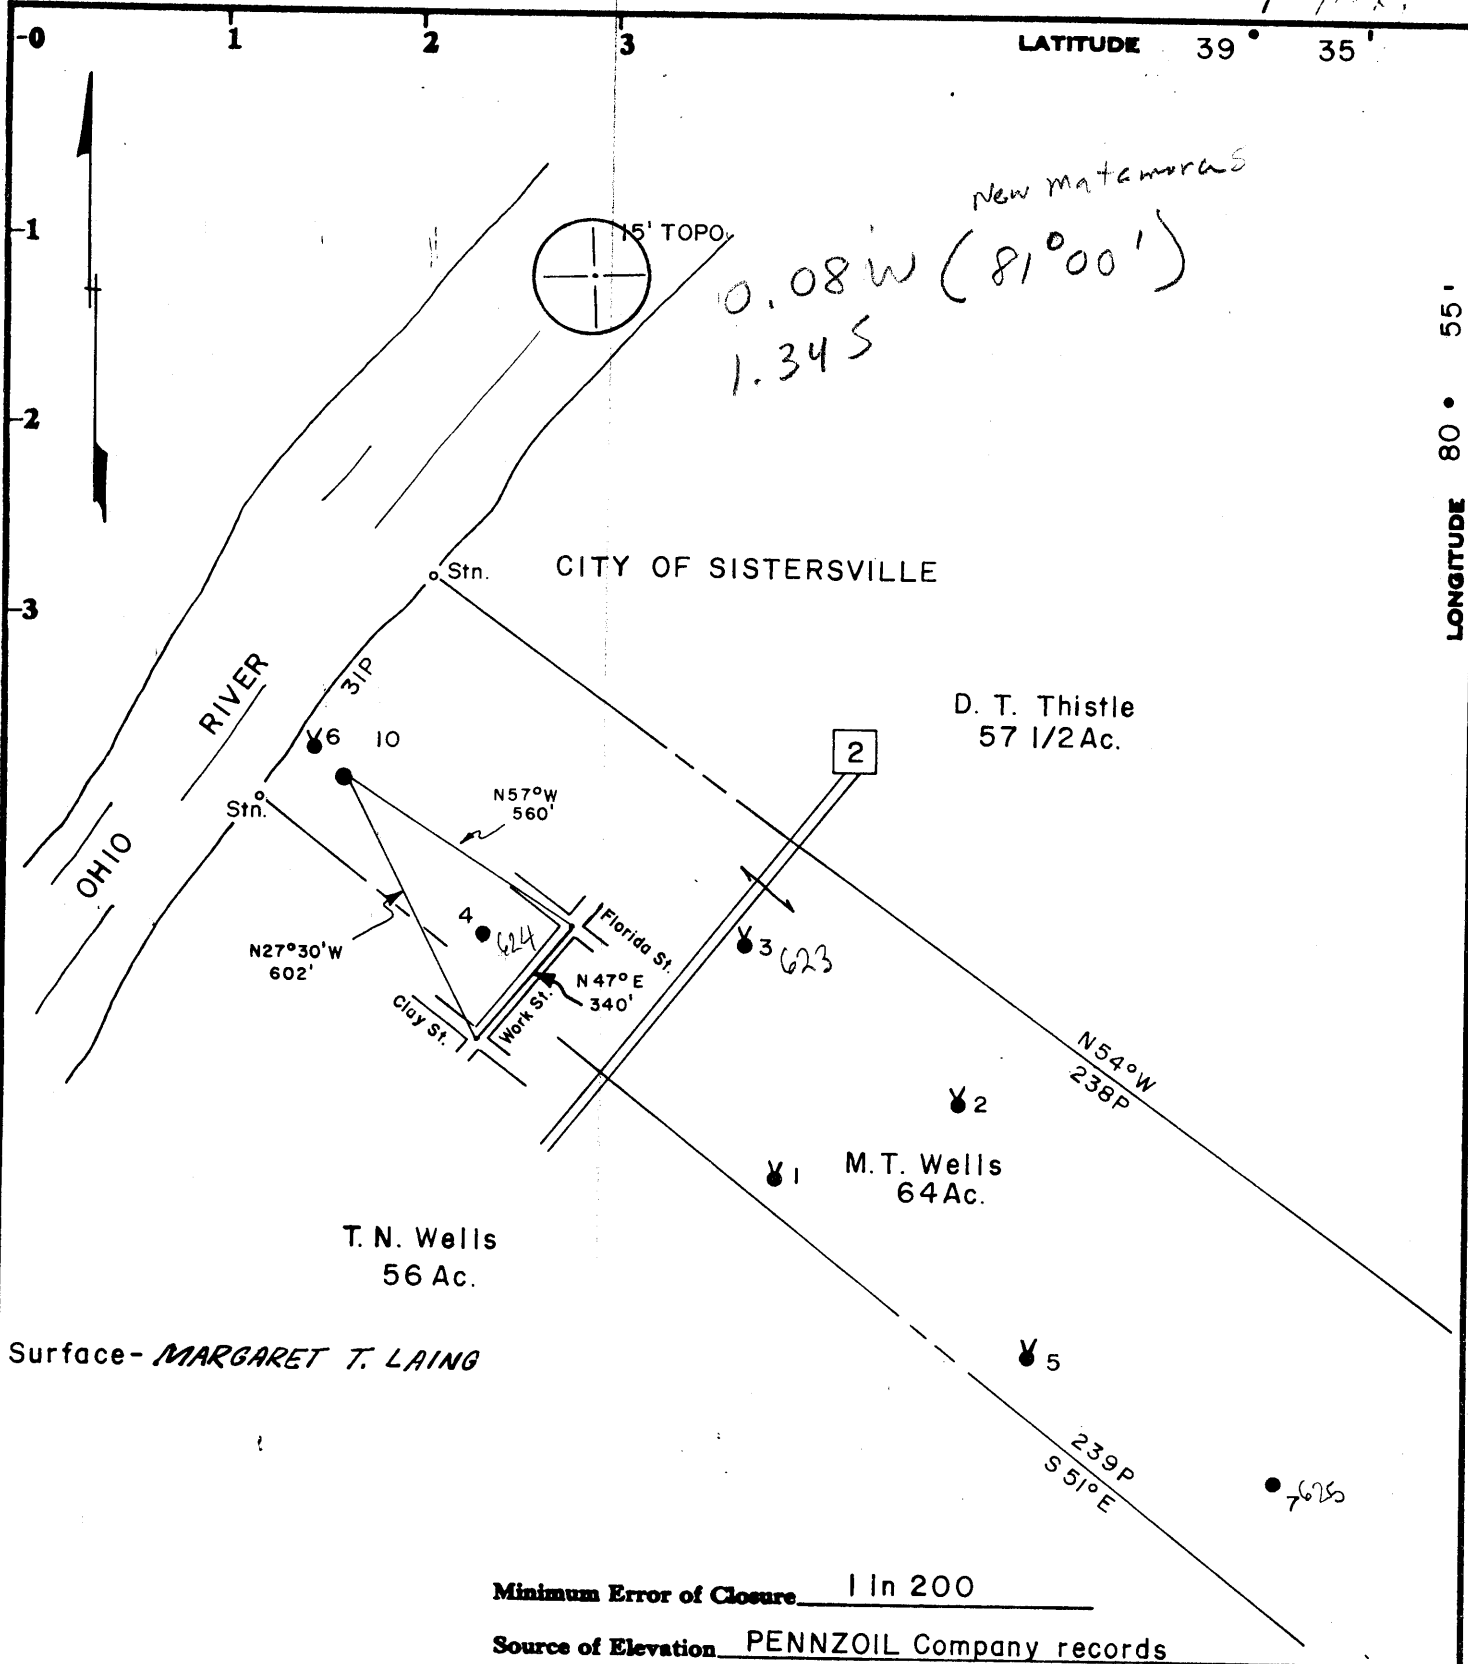 -0
1
2
3
LATITUDE 39° 35'
New Matamoras
-1
15' TOPO.
0.08 W (81°00')
1.34 S
LONGITUDE 80° 55'
-2
Stn.
CITY OF SISTERSVILLE
-3
31P
RIVER
D. T. Thistle
57 1/2 Ac.
6
10
2
N57°W
560'
Stn.
OHIO
4
624
Florida St.
3
623
N27°30'W
602'
N47°E
340'
Clay St.
Work St.
N54°W
238P
2
1
M.T. Wells
64 Ac.
T. N. Wells
56 Ac.
Surface- MARGARET T. LAING
5
239P
S 51° E
7
625
Minimum Error of Closure 1 In 200
Source of Elevation PENNZOIL Company records